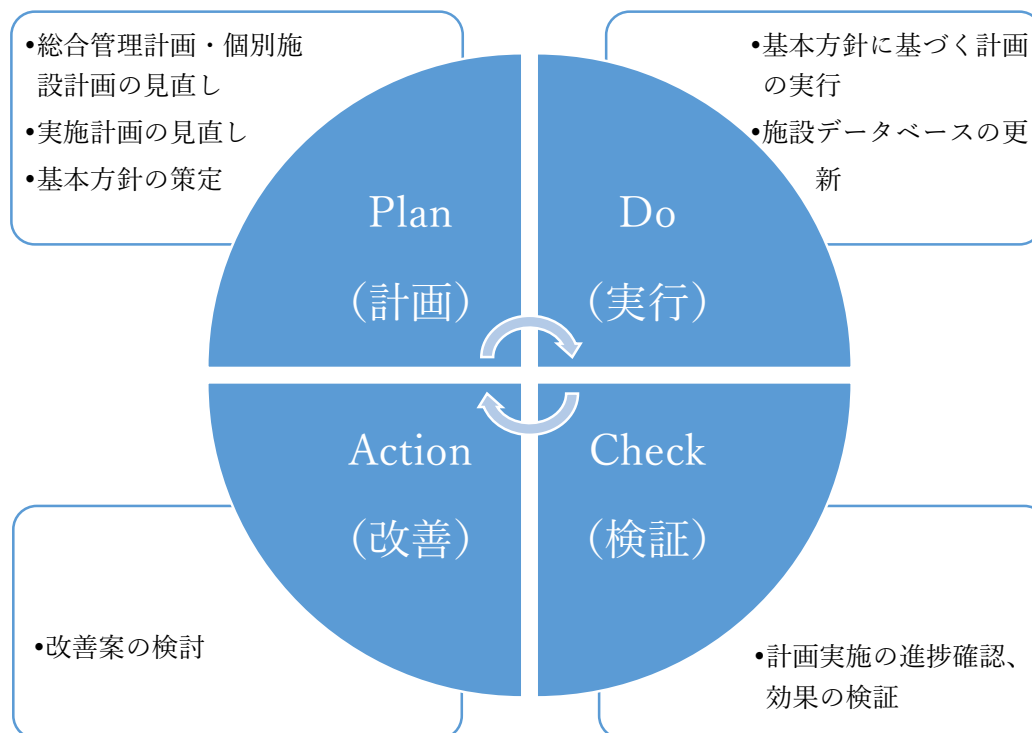 •総合管理計画・個別施
設計画の見直し
•実施計画の見直し
•基本方針の策定
•基本方針に基づく計画
の実行
•施設データベースの更
新
Plan
（計画）
Do
（実行）
Action
（改善）
Check
（検証）
•改善案の検討
•計画実施の進捗確認、
効果の検証